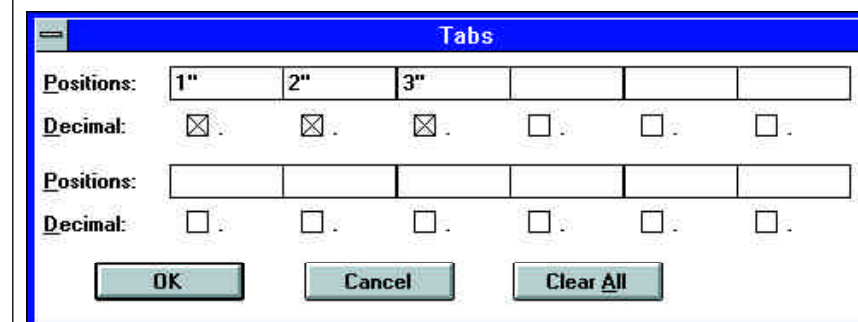 Tabs
Positions: 1" 2" 3"
Decimal: . . . . . .
Positions:
Decimal: . . . . . .
OK Cancel Clear All